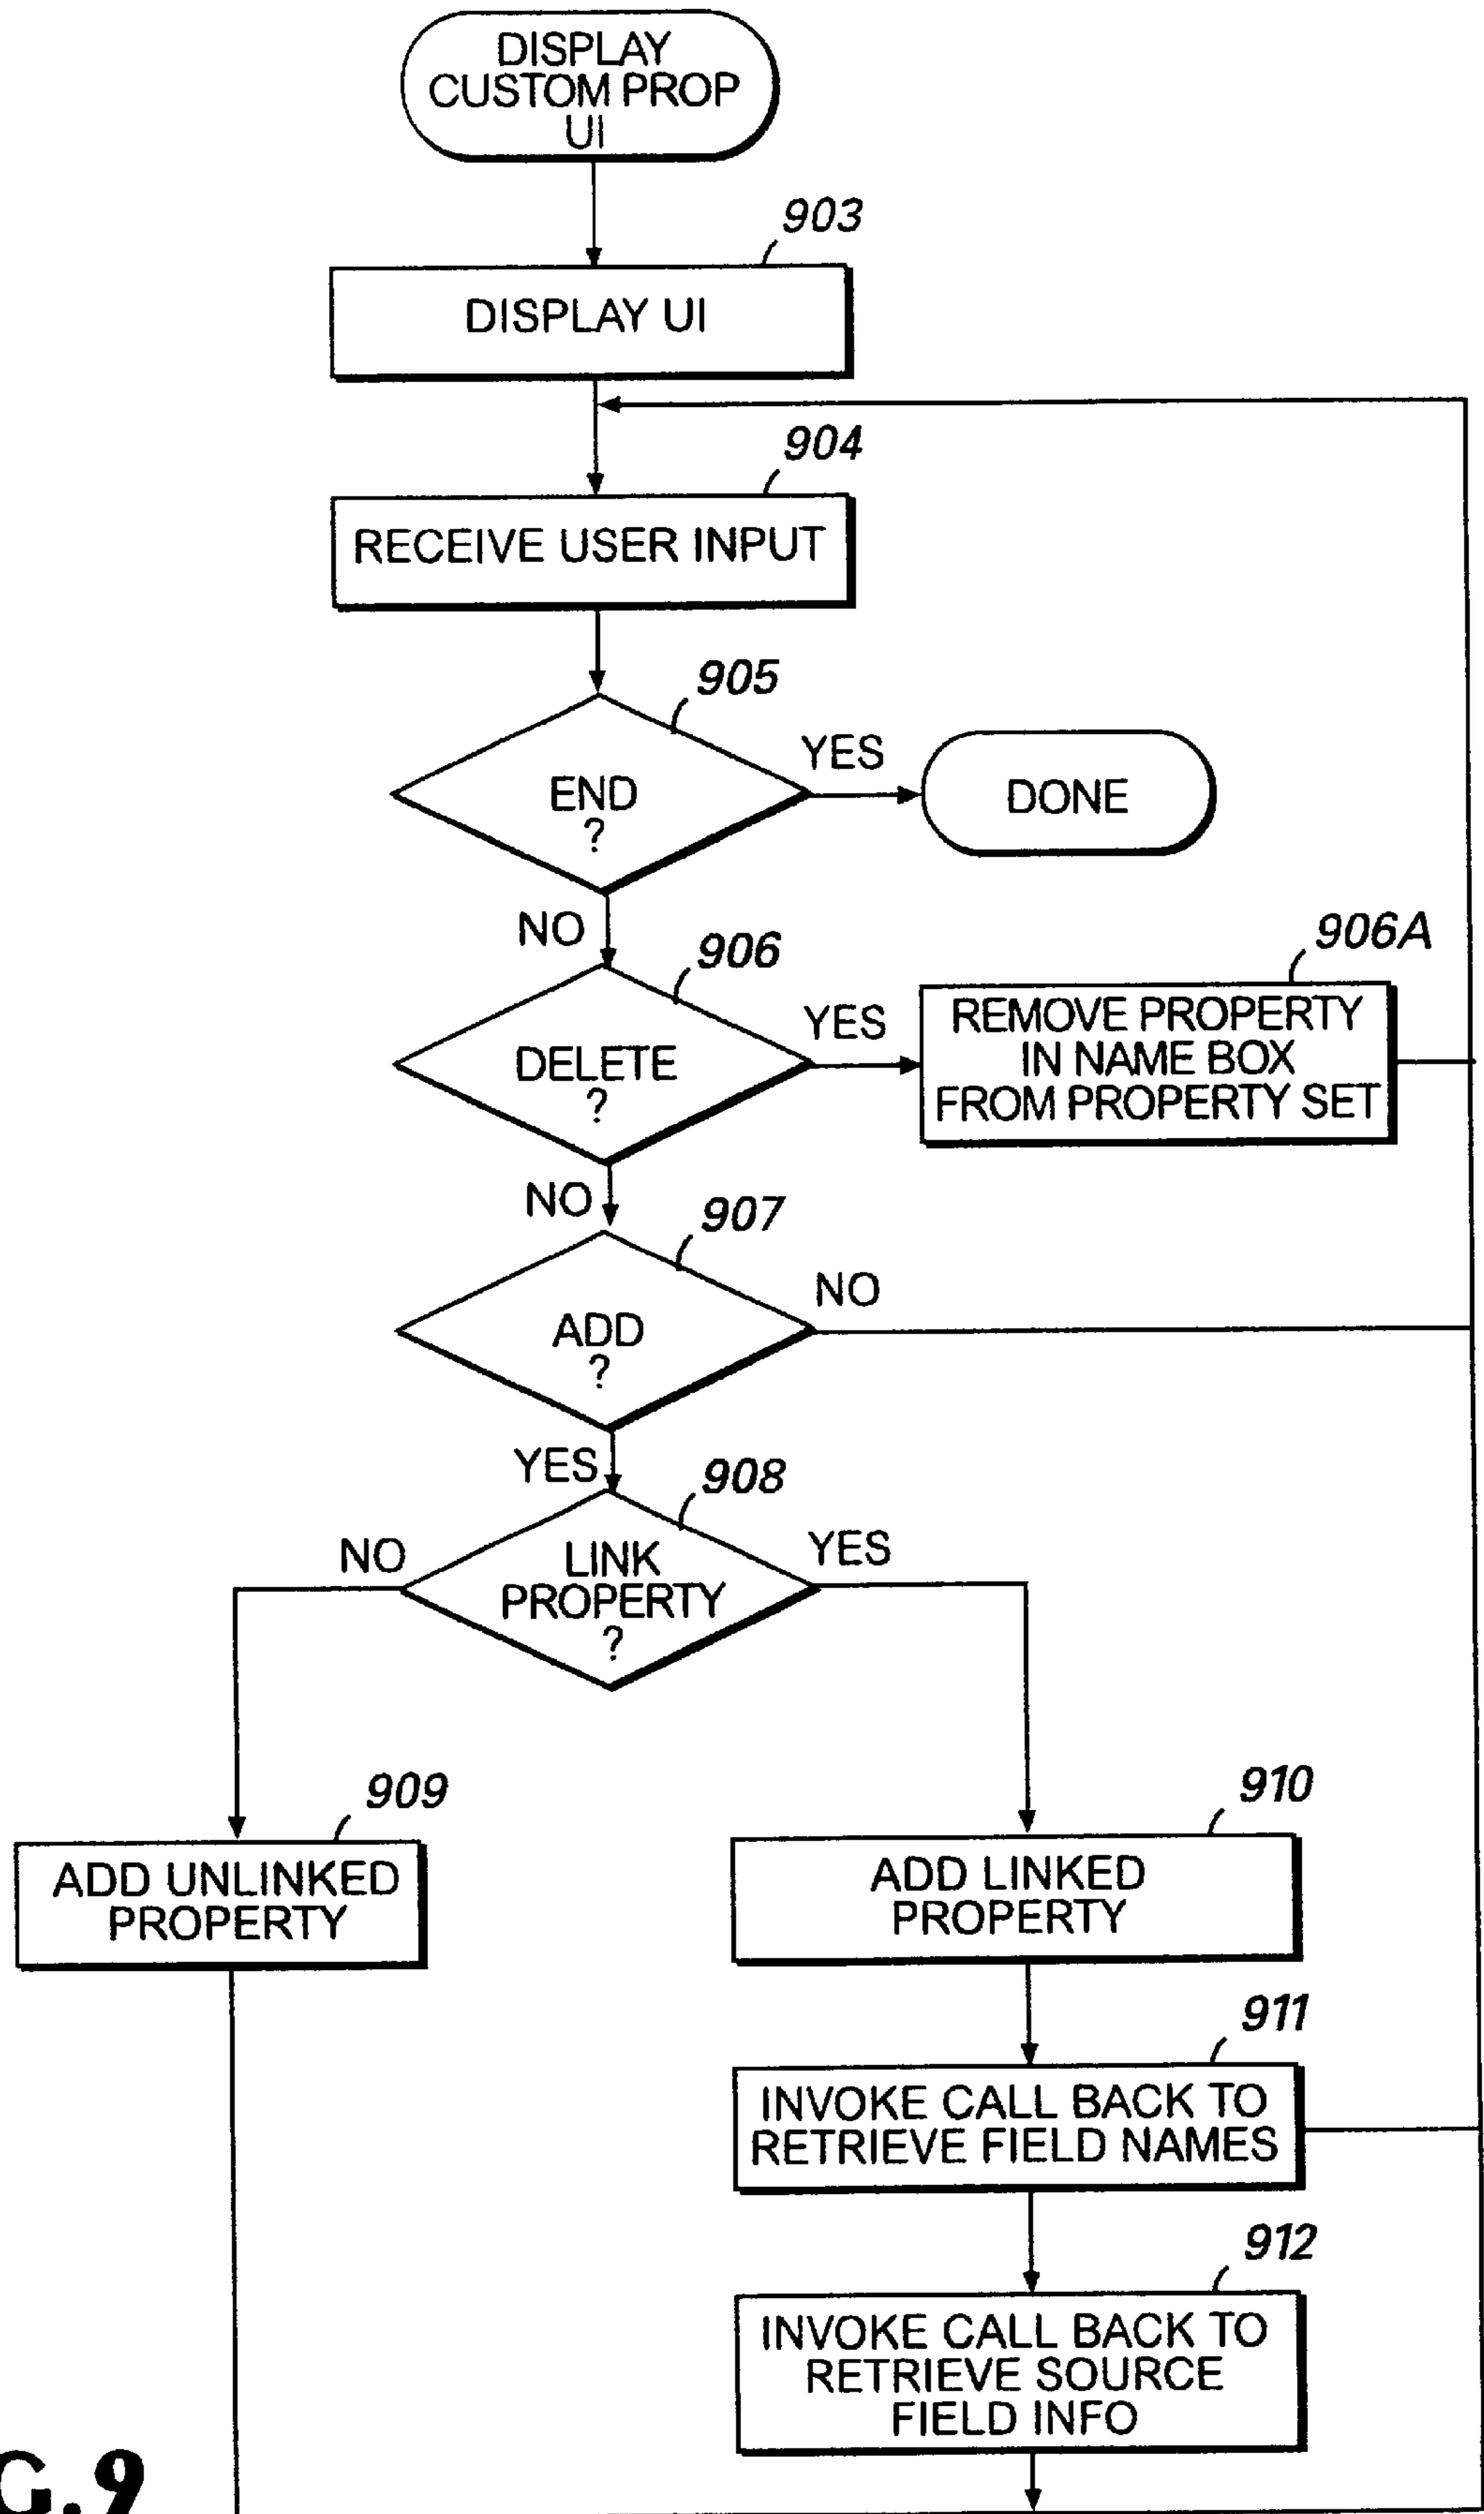 DISPLAY
CUSTOM PROP
UI
903
DISPLAY UI
904
RECEIVE USER INPUT
905
END
?
YES
DONE
NO
906
DELETE
?
YES
906A
REMOVE PROPERTY
IN NAME BOX
FROM PROPERTY SET
NO
907
ADD
?
NO
YES
908
LINK
PROPERTY
?
NO
YES
909
ADD UNLINKED
PROPERTY
910
ADD LINKED
PROPERTY
911
INVOKE CALL BACK TO
RETRIEVE FIELD NAMES
912
INVOKE CALL BACK TO
RETRIEVE SOURCE
FIELD INFO
G.9